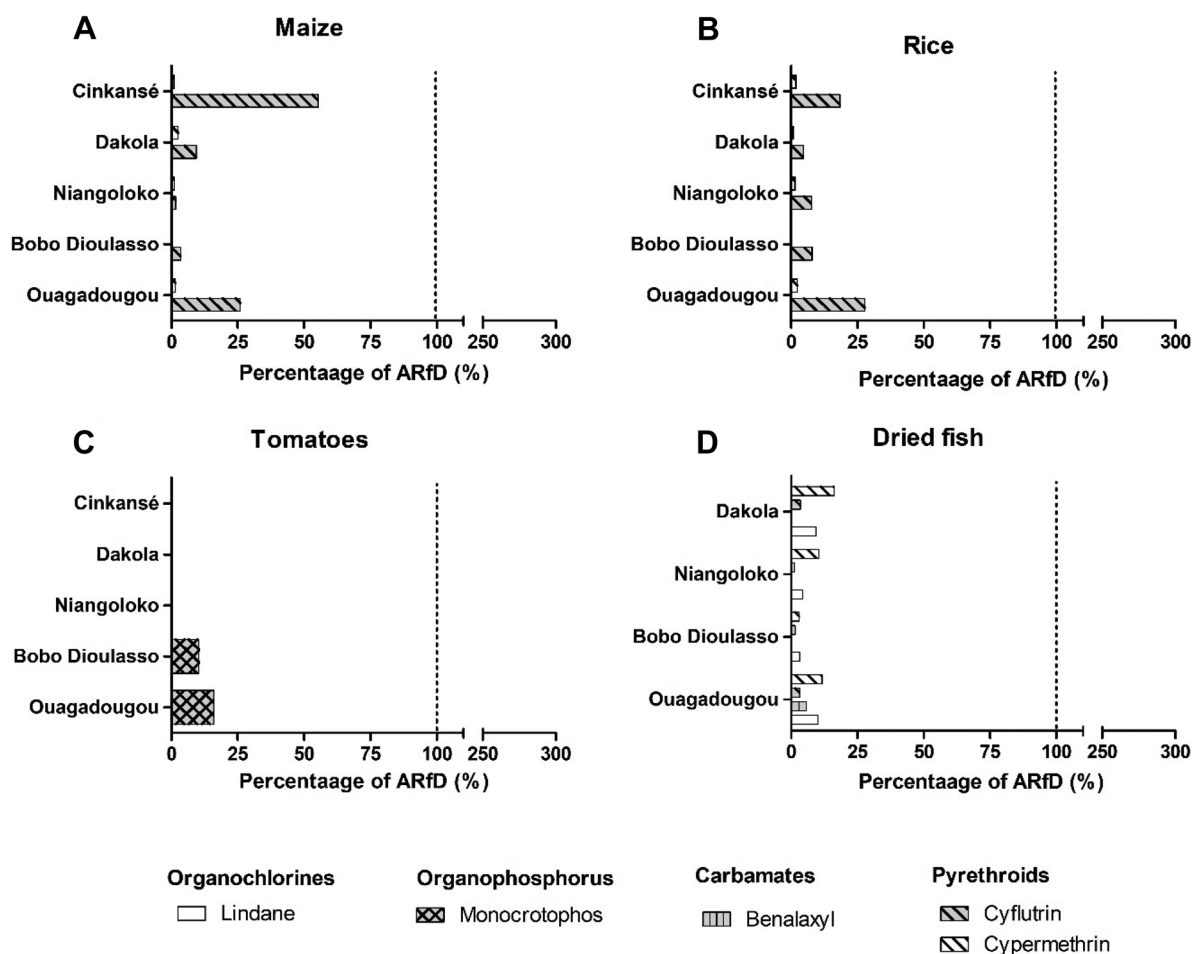 A
Maize
Cinkansé
Dakola
Niangoloko
Bobo Dioulasso
Ouagadougou
0 25 50 75 100 250 300
Percentaage of ARfD (%)
B
Rice
Cinkansé
Dakola
Niangoloko
Bobo Dioulasso
Ouagadougou
0 25 50 75 100 250 300
Percentaage of ARfD (%)
C
Tomatoes
Cinkansé
Dakola
Niangoloko
Bobo Dioulasso
Ouagadougou
0 25 50 75 100 250 300
Percentaage of ARfD (%)
D
Dried fish
Dakola
Niangoloko
Bobo Dioulasso
Ouagadougou
0 25 50 75 100 250 300
Percentaage of ARfD (%)
Organochlorines
Lindane
Organophosphorus
Monocrotophos
Carbamates
Benalaxyl
Pyrethroids
Cyflutrin
Cypermethrin